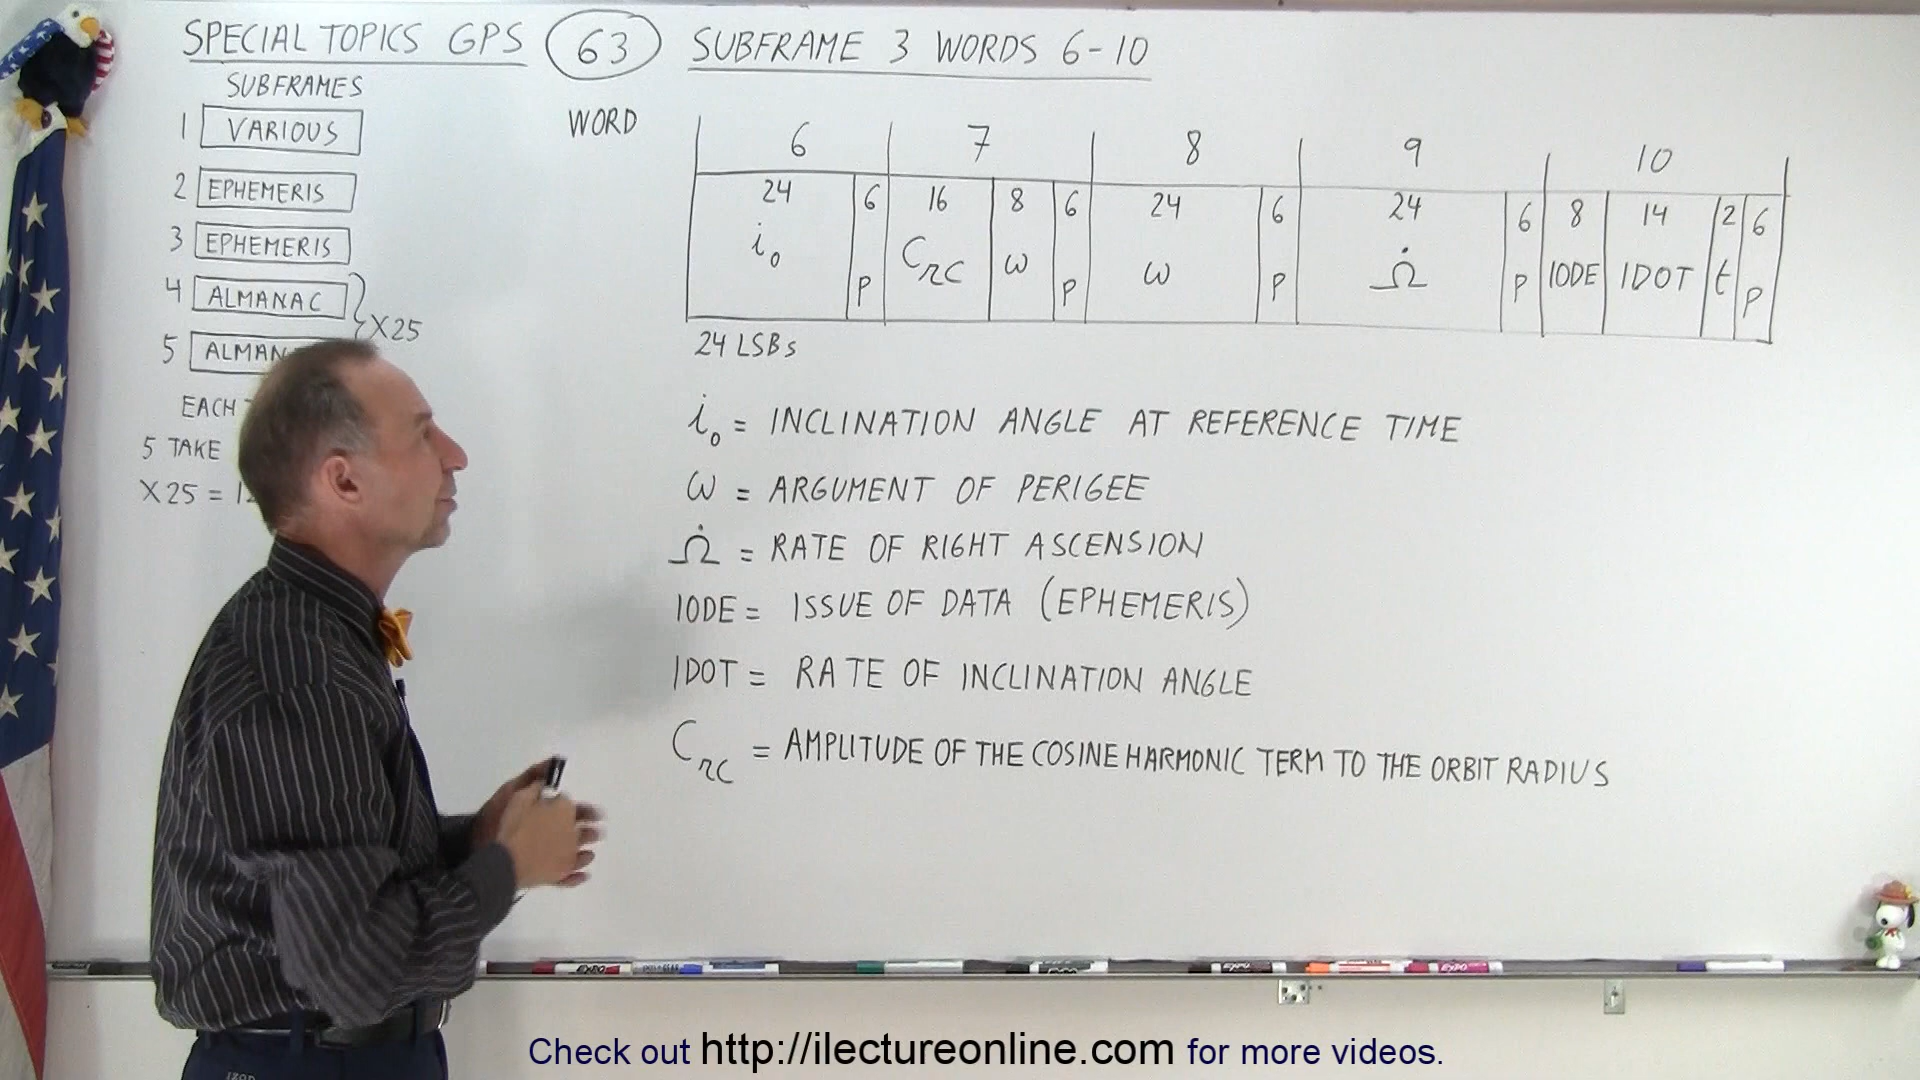 SPECIAL TOPICS GPS 63 SUBFRAME 3 WORDS 6-10
SUBFRAMES
1 VARIOUS
2 EPHEMERIS
3 EPHEMERIS
4 ALMANAC
X25
5
EACH
5 TAKE
X25 =
WORD 6 7 8 9 10
24 6 16 8 6 24 6 24 6 8 14 2 6
i₀ P Crc ω P ω P Ω̇ P IODE IDOT t P
24 LSBs
i₀ = INCLINATION ANGLE AT REFERENCE TIME
ω = ARGUMENT OF PERIGEE
Ω̇ = RATE OF RIGHT ASCENSION
IODE = ISSUE OF DATA (EPHEMERIS)
IDOT = RATE OF INCLINATION ANGLE
Crc = AMPLITUDE OF THE COSINE HARMONIC TERM TO THE ORBIT RADIUS
EXPO
EXPO
EXPO
IZOD
Check out http://ilectureonline.com for more videos.